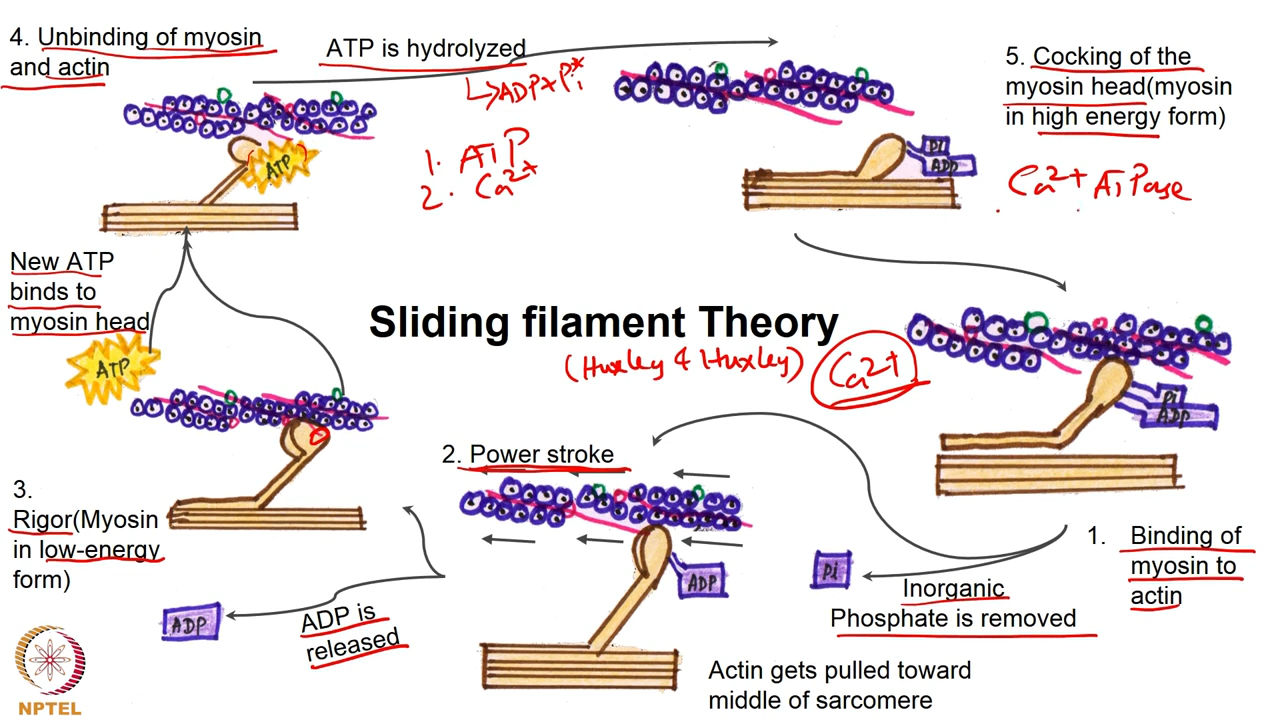 4. Unbinding of myosin
and actin
ATP is hydrolyzed
↳ADP+Pi*
1. ATP
2. Ca2+
ATP
5. Cocking of the
myosin head(myosin
in high energy form)
Pi
ADP
Ca2+ ATPase
New ATP
binds to
myosin head
ATP
Sliding filament Theory
(Huxley & Huxley)
Ca2+
Pi
ADP
2. Power stroke
3.
Rigor(Myosin
in low-energy
form)
ADP
1. Binding of
myosin to
actin
Pi
Inorganic
Phosphate is removed
ADP
ADP is
released
Actin gets pulled toward
middle of sarcomere
NPTEL